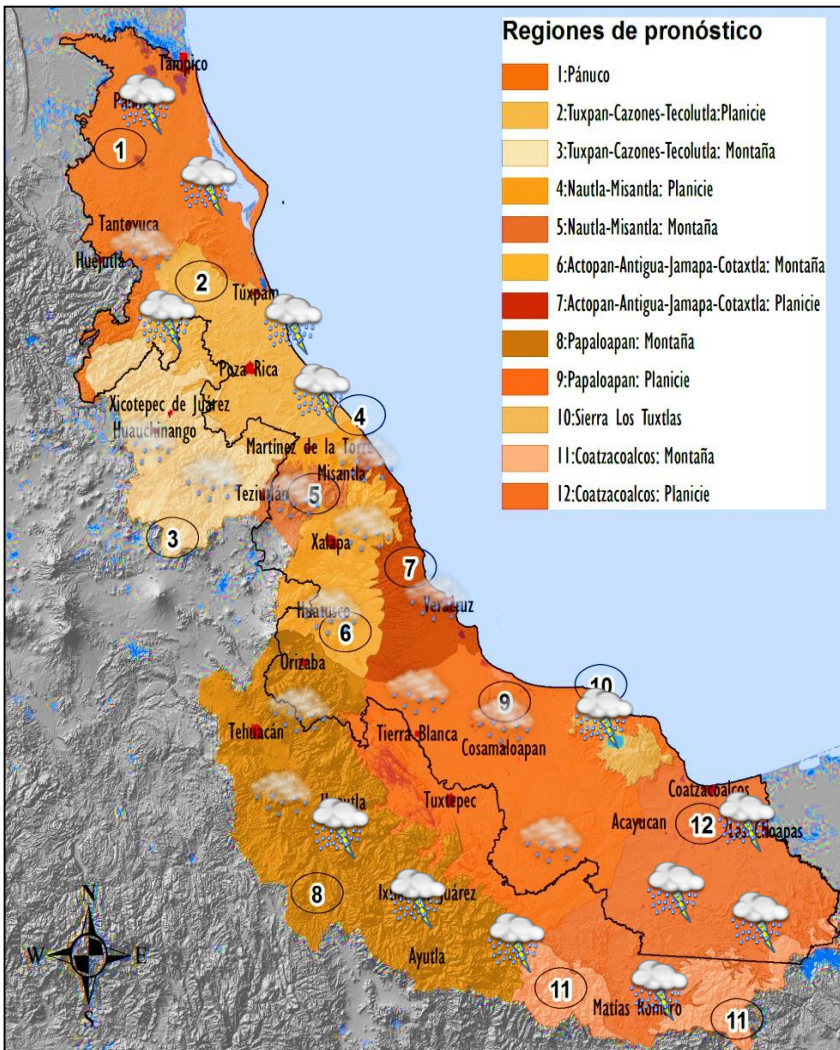 Regiones de pronóstico
1:Pánuco
2:Tuxpan-Cazones-Tecolutla:Planicie
3:Tuxpan-Cazones-Tecolutla: Montaña
4:Nautla-Misantla: Planicie
5:Nautla-Misantla: Montaña
6:Actopan-Antigua-Jamapa-Cotaxtla: Montaña
7:Actopan-Antigua-Jamapa-Cotaxtla: Planicie
8:Papaloapan: Montaña
9:Papaloapan: Planicie
10:Sierra Los Tuxtlas
11:Coatzacoalcos: Montaña
12:Coatzacoalcos: Planicie
Tampico
1
Tantoyuca
Huejutla
2
Túxpam
Poza Rica
4
Xicotepec de Juárez
Huauchinango
Martínez de la Torre
Misantla
Teziutlán
5
3
Xalapa
7
Veracruz
Huatusco
6
Orizaba
10
9
Tehuacán
Tierra Blanca
Cosamaloapan
Coatzacoalcos
Tuxtepec
Acayucan
12
Las Choapas
8
Juárez
Ayutla
N
W
E
S
11
Matías Romero
11